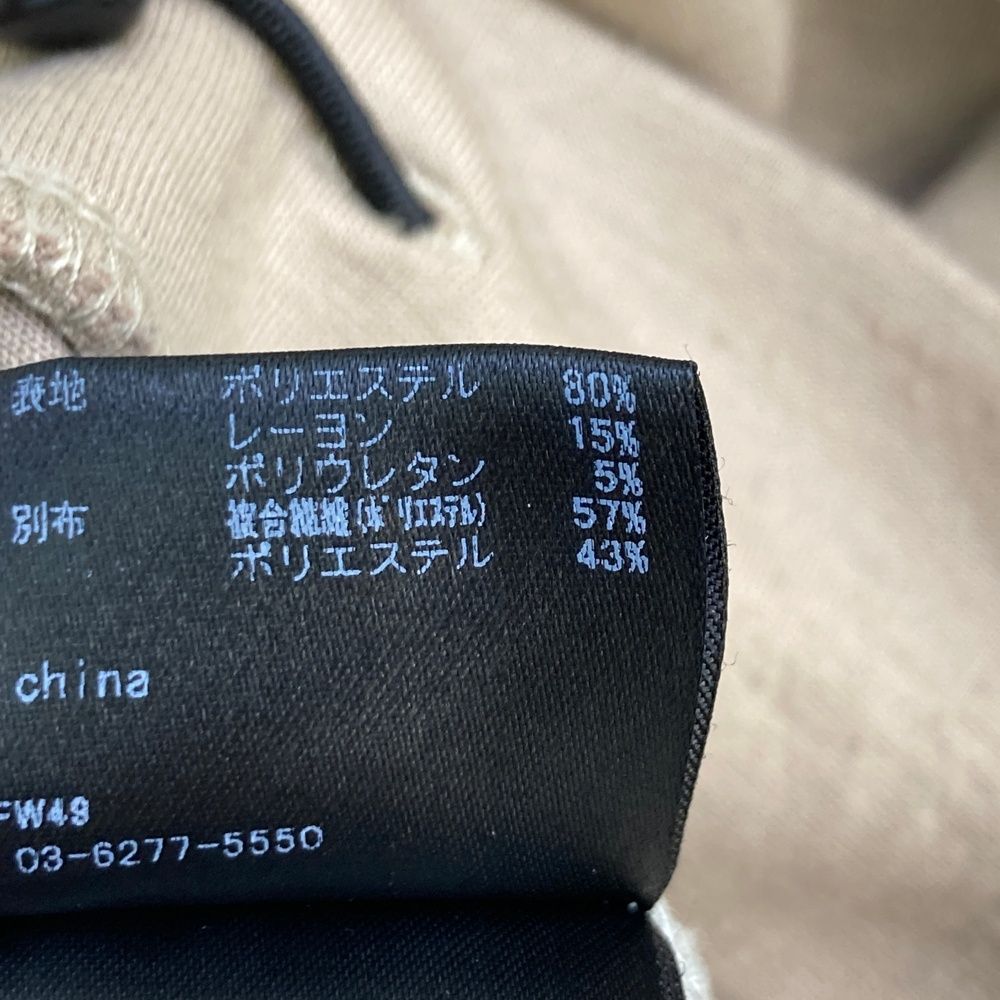 表地 ポリエステル 80%
レーヨン 15%
ポリウレタン 5%
別布 複合繊維(ポリエステル) 57%
ポリエステル 43%
china
FW49
03-6277-5550